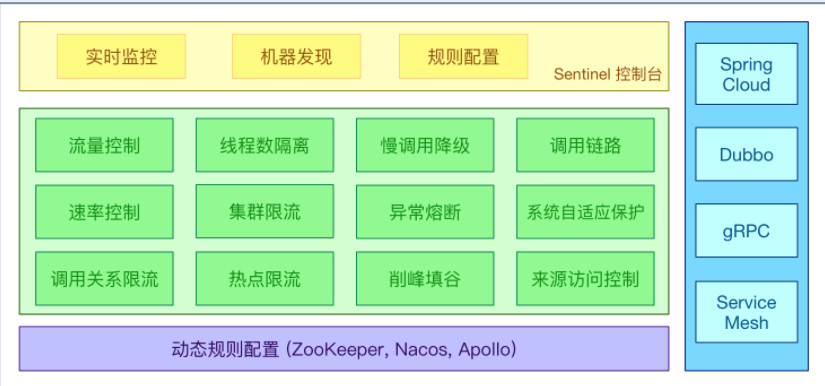 实时监控
机器发现
规则配置
Sentinel 控制台
流量控制
线程数隔离
慢调用降级
调用链路
速率控制
集群限流
异常熔断
系统自适应保护
调用关系限流
热点限流
削峰填谷
来源访问控制
动态规则配置 (ZooKeeper, Nacos, Apollo)
Spring
Cloud
Dubbo
gRPC
Service
Mesh